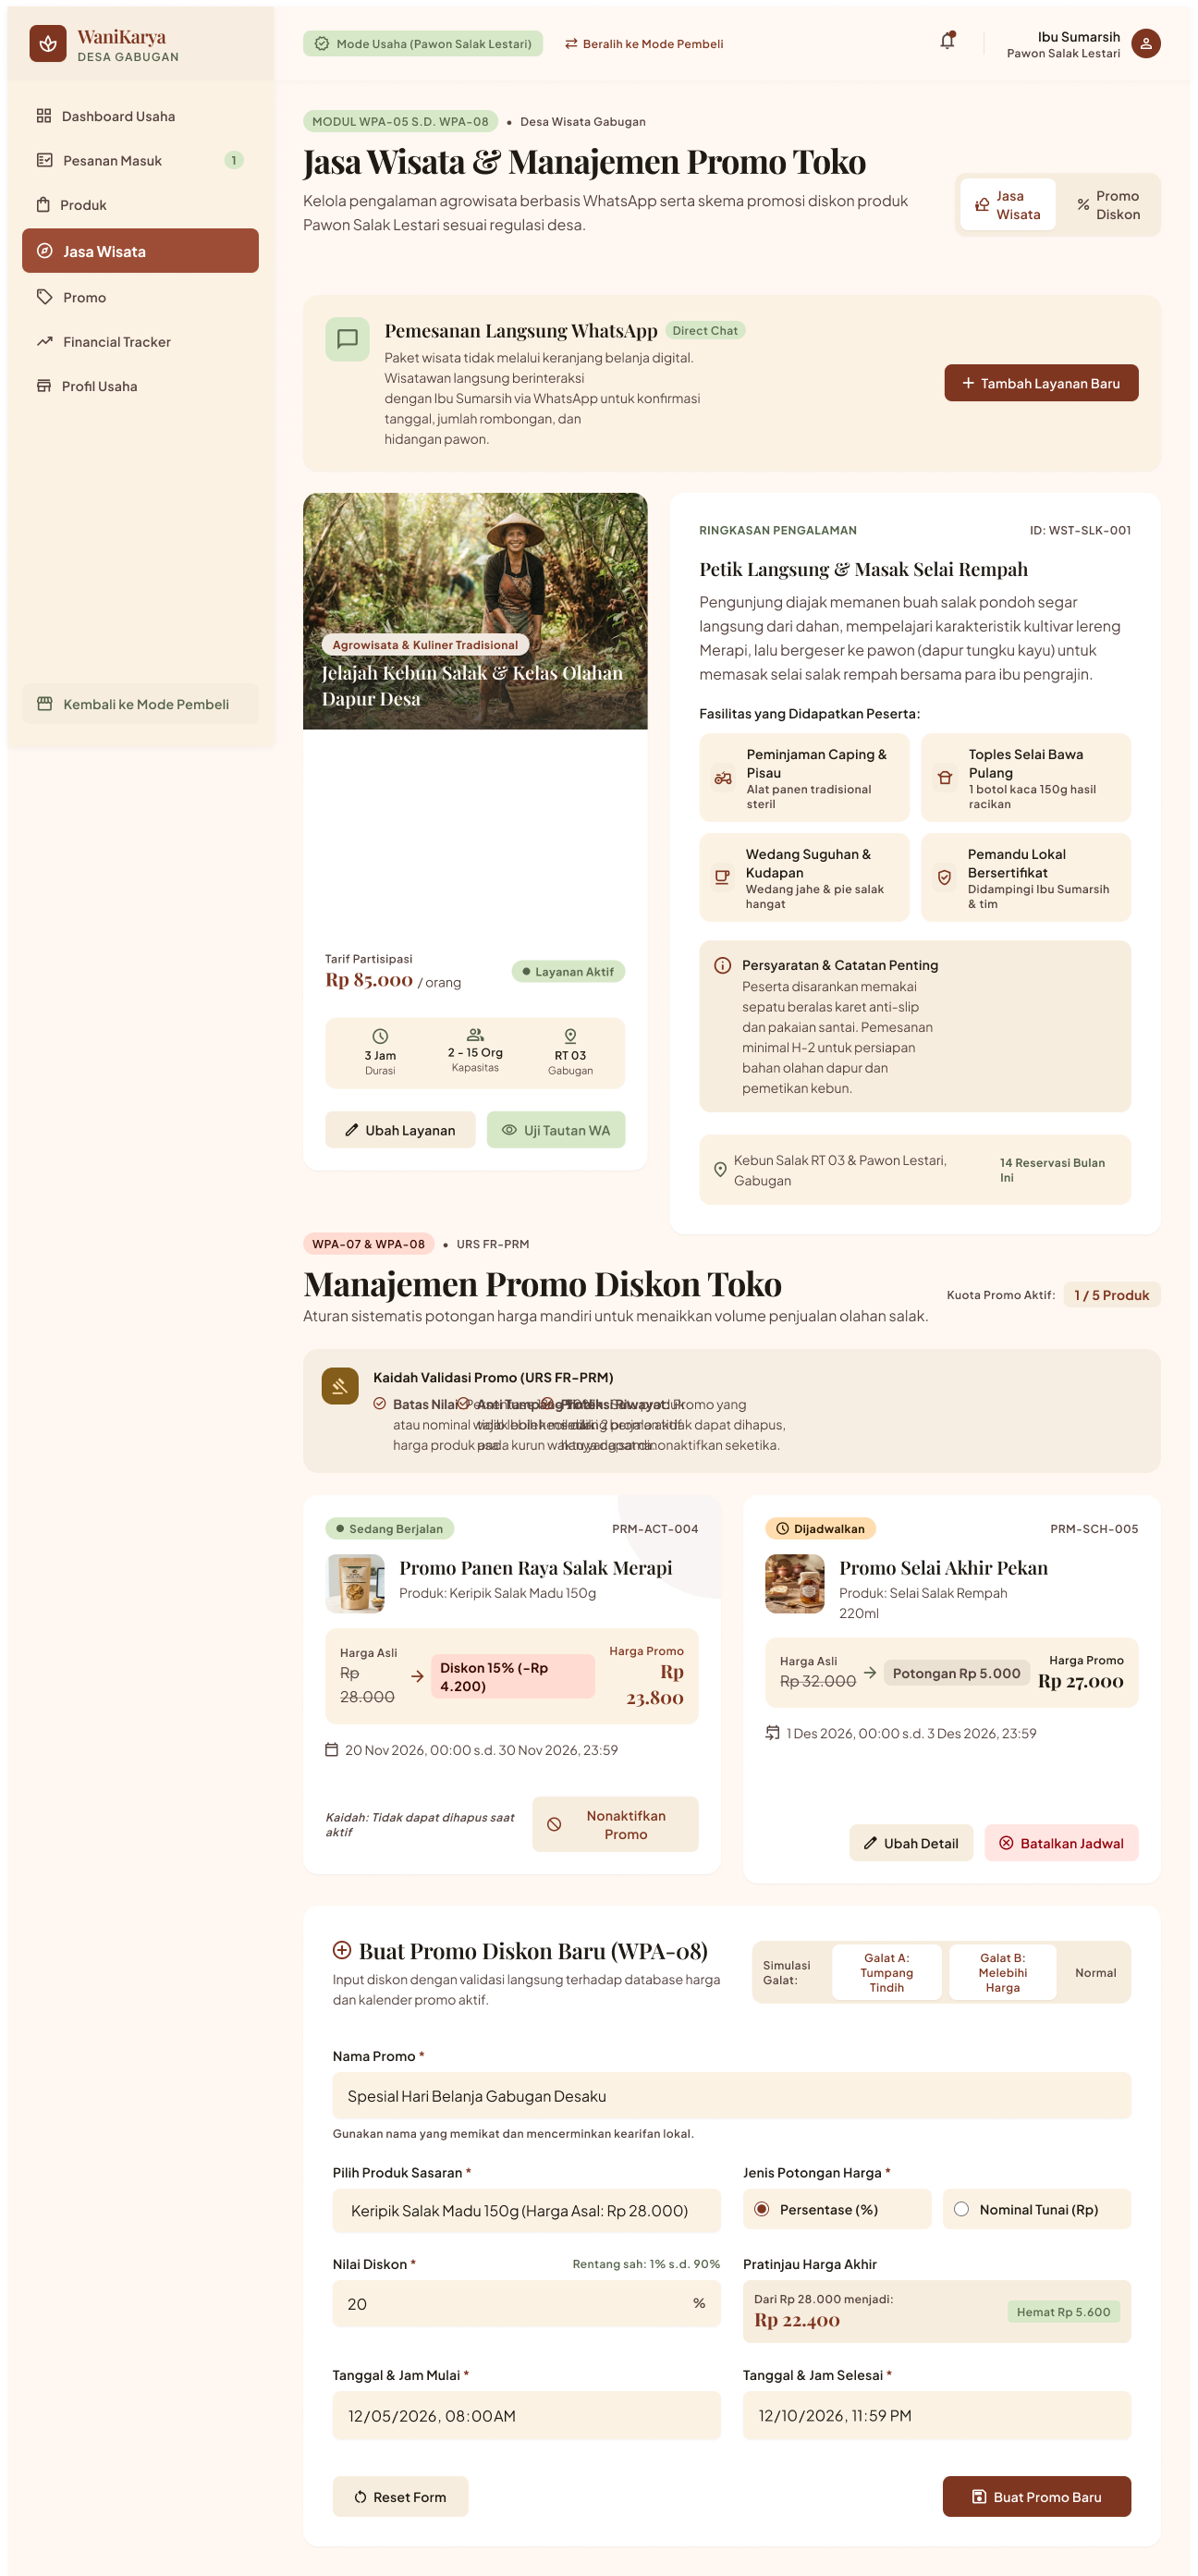 WaniKarya
DESA GABUGAN
Mode Usaha (Pawon Salak Lestari)
Beralih ke Mode Pembeli
Ibu Sumarsih
Pawon Salak Lestari
Dashboard Usaha
Pesanan Masuk
1
Produk
Jasa Wisata
Promo
Financial Tracker
Profil Usaha
Kembali ke Mode Pembeli
MODUL WPA-05 S.D. WPA-08 • Desa Wisata Gabugan
Jasa Wisata & Manajemen Promo Toko
Kelola pengalaman agrowisata berbasis WhatsApp serta skema promosi diskon produk
Pawon Salak Lestari sesuai regulasi desa.
Jasa
Wisata
Promo
Diskon
Pemesanan Langsung WhatsApp
Direct Chat
Paket wisata tidak melalui keranjang belanja digital.
Wisatawan langsung berinteraksi
dengan Ibu Sumarsih via WhatsApp untuk konfirmasi
tanggal, jumlah rombongan, dan
hidangan pawon.
Tambah Layanan Baru
Agrowisata & Kuliner Tradisional
Jelajah Kebun Salak & Kelas Olahan
Dapur Desa
Tarif Partisipasi
Rp 85.000 / orang
Layanan Aktif
3 Jam
Durasi
2 - 15 Org
Kapasitas
RT 03
Gabugan
Ubah Layanan
Uji Tautan WA
RINGKASAN PENGALAMAN
ID: WST-SLK-001
Petik Langsung & Masak Selai Rempah
Pengunjung diajak memanen buah salak pondoh segar
langsung dari dahan, mempelajari karakteristik kultivar lereng
Merapi, lalu bergeser ke pawon (dapur tungku kayu) untuk
memasak selai salak rempah bersama para ibu pengrajin.
Fasilitas yang Didapatkan Peserta:
Peminjaman Caping &
Pisau
Alat panen tradisional
steril
Toples Selai Bawa
Pulang
1 botol kaca 150g hasil
racikan
Wedang Suguhan &
Kudapan
Wedang jahe & pie salak
hangat
Pemandu Lokal
Bersertifikat
Didampingi Ibu Sumarsih
& tim
Persyaratan & Catatan Penting
Peserta disarankan memakai
sepatu beralas karet anti-slip
dan pakaian santai. Pemesanan
minimal H-2 untuk persiapan
bahan olahan dapur dan
pemetikan kebun.
Kebun Salak RT 03 & Pawon Lestari,
Gabugan
14 Reservasi Bulan
Ini
WPA-07 & WPA-08 • URS FR-PRM
Manajemen Promo Diskon Toko
Aturan sistematis potongan harga mandiri untuk menaikkan volume penjualan olahan salak.
Kuota Promo Aktif:
1 / 5 Produk
Kaidah Validasi Promo (URS FR-PRM)
Batas Nilai:
Anti Tumpang Tindih:
Proteksi Riwayat: Promo yang
atau nominal
tidak dapat dihapus,
harga produk
nonaktifkan seketika.
Sedang Berjalan
PRM-ACT-004
Promo Panen Raya Salak Merapi
Produk: Keripik Salak Madu 150g
Harga Asli
Rp
28.000
Diskon 15% (-Rp
4.200)
Harga Promo
Rp
23.800
20 Nov 2026, 00:00 s.d. 30 Nov 2026, 23:59
Kaidah: Tidak dapat dihapus saat
aktif
Nonaktifkan
Promo
Dijadwalkan
PRM-SCH-005
Promo Selai Akhir Pekan
Produk: Selai Salak Rempah
220ml
Harga Asli
Rp 32.000
Potongan Rp 5.000
Harga Promo
Rp 27.000
1 Des 2026, 00:00 s.d. 3 Des 2026, 23:59
Ubah Detail
Batalkan Jadwal
Buat Promo Diskon Baru (WPA-08)
Input diskon dengan validasi langsung terhadap database harga
dan kalender promo aktif.
Simulasi
Galat:
Galat A:
Tumpang
Tindih
Galat B:
Melebihi
Harga
Normal
Nama Promo *
Spesial Hari Belanja Gabugan Desaku
Gunakan nama yang memikat dan mencerminkan kearifan lokal.
Pilih Produk Sasaran *
Keripik Salak Madu 150g (Harga Asal: Rp 28.000)
Jenis Potongan Harga *
Persentase (%)
Nominal Tunai (Rp)
Nilai Diskon *
Rentang sah: 1% s.d. 90%
20
%
Pratinjau Harga Akhir
Dari Rp 28.000 menjadi:
Rp 22.400
Hemat Rp 5.600
Tanggal & Jam Mulai *
12/05/2026, 08:00 AM
Tanggal & Jam Selesai *
12/10/2026, 11:59 PM
Reset Form
Buat Promo Baru